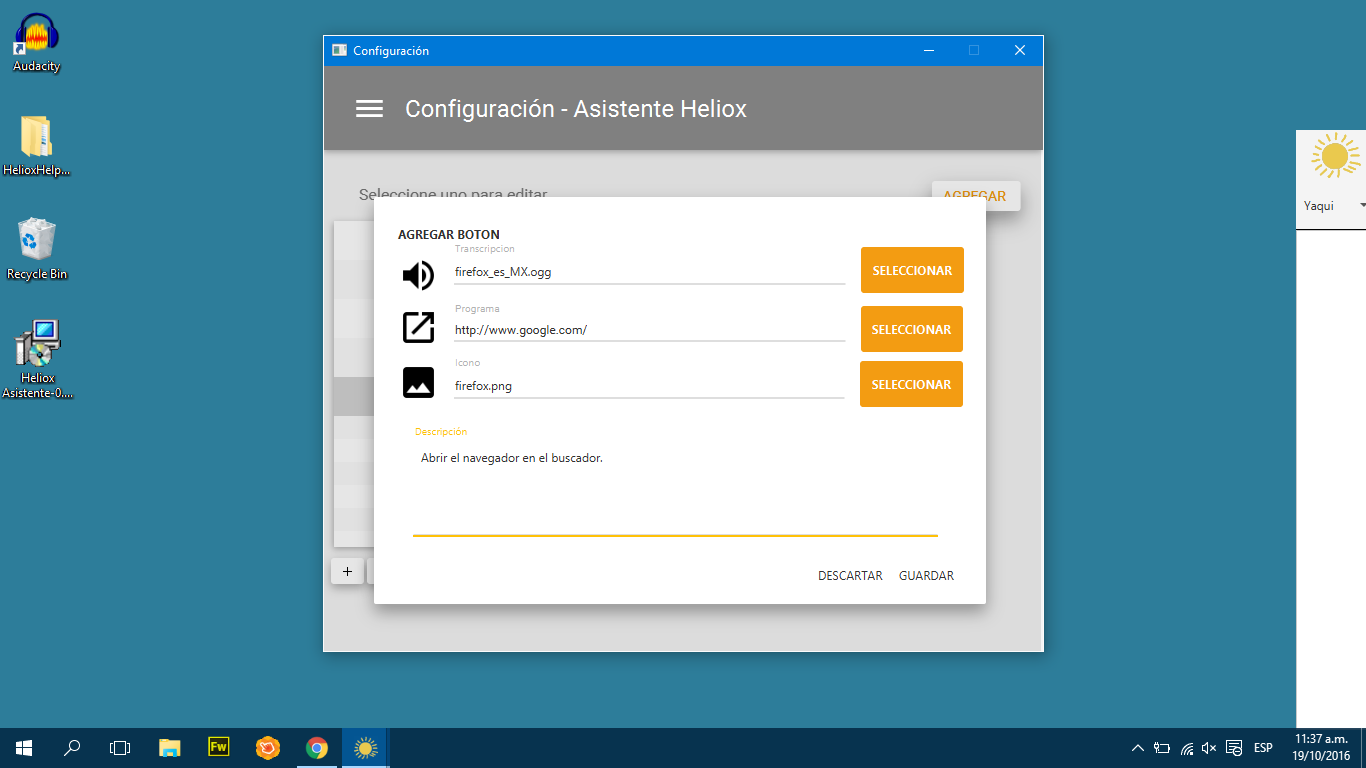 Audacity
HelioxHelp...
Recycle Bin
Heliox
Asistente-0....
Configuración
Configuración - Asistente Heliox
Seleccione uno para editar
AGREGAR
AGREGAR BOTON
Transcripcion
firefox_es_MX.ogg
SELECCIONAR
Programa
http://www.google.com/
SELECCIONAR
Icono
firefox.png
SELECCIONAR
Descripción
Abrir el navegador en el buscador.
+
DESCARTAR GUARDAR
Yaqui
Fw
ESP
11:37 a.m.
19/10/2016